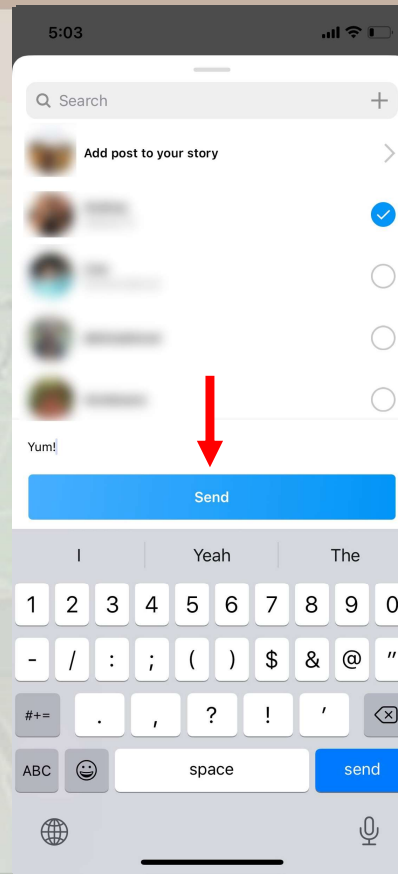 5:03
Search
Add post to your story
Yum!
Send
I Yeah The
1 2 3 4 5 6 7 8 9 0
- / : ; ( ) $ & @ "
#+= . , ? ! '
ABC space send